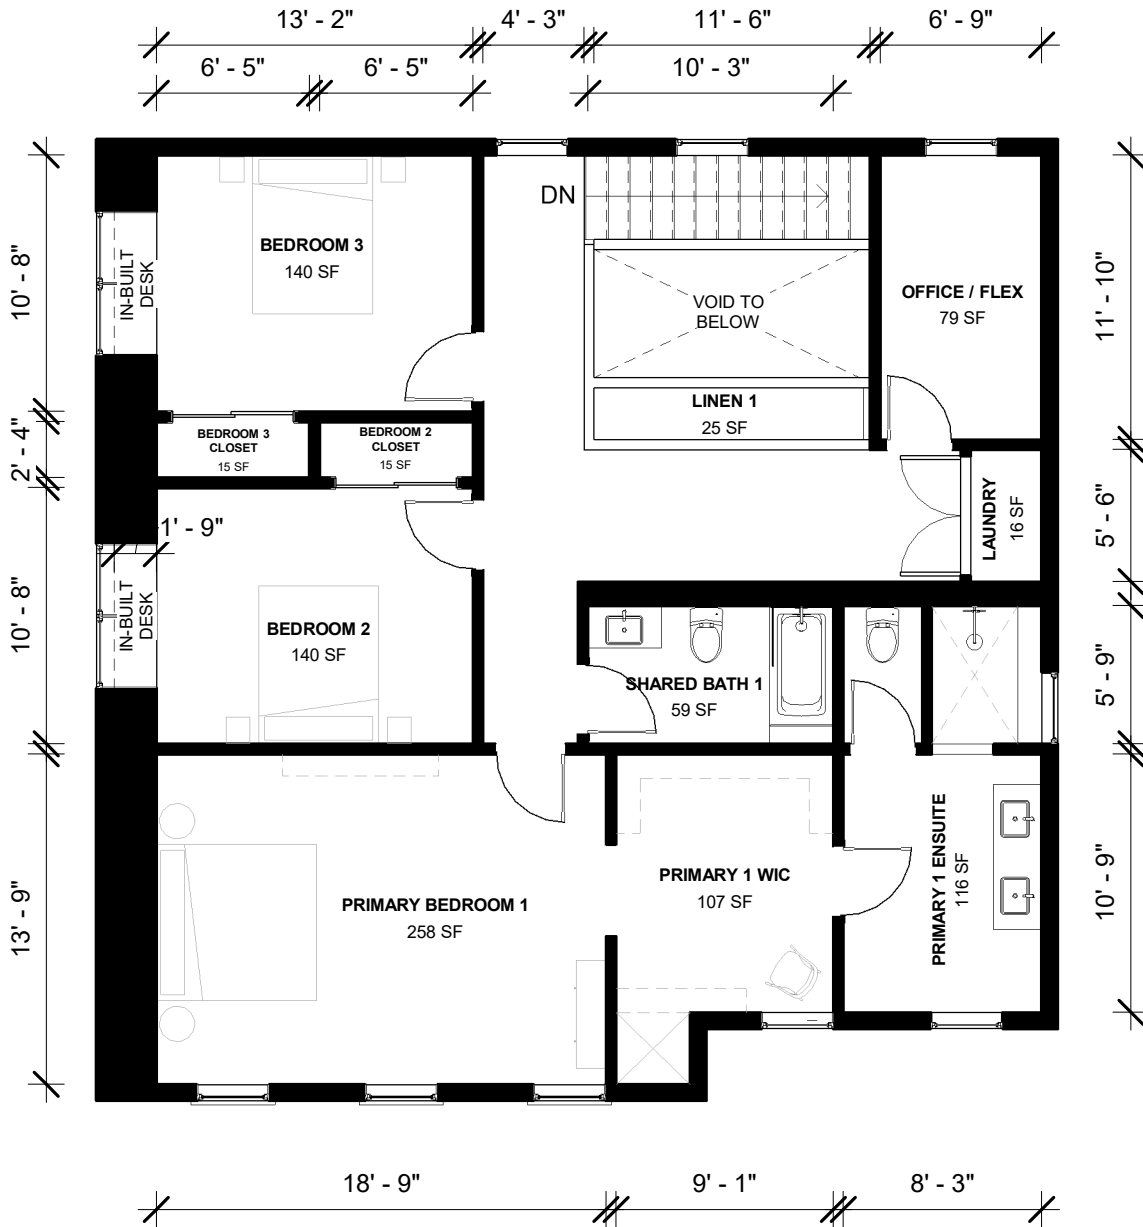 13' - 2"
4' - 3"
11' - 6"
6' - 9"
6' - 5"
6' - 5"
10' - 3"
DN
BEDROOM 3
140 SF
IN-BUILT
DESK
10' - 8"
VOID TO
BELOW
OFFICE / FLEX
79 SF
11' - 10"
LINEN 1
25 SF
BEDROOM 3
CLOSET
15 SF
BEDROOM 2
CLOSET
15 SF
2' - 4"
LAUNDRY
16 SF
5' - 6"
1' - 9"
IN-BUILT
DESK
10' - 8"
BEDROOM 2
140 SF
SHARED BATH 1
59 SF
5' - 9"
PRIMARY BEDROOM 1
258 SF
PRIMARY 1 WIC
107 SF
PRIMARY 1 ENSUITE
116 SF
13' - 9"
10' - 9"
18' - 9"
9' - 1"
8' - 3"